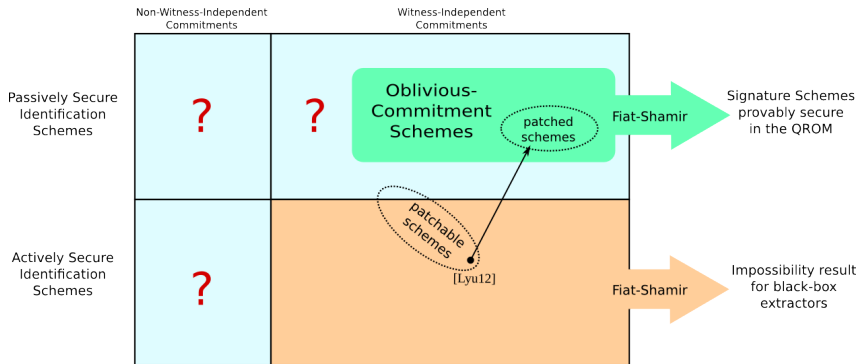 Non-Witness-Independent
Commitments
Witness-Independent
Commitments
Passively Secure
Identification
Schemes
?
?
Oblivious-
Commitment
Schemes
patched
schemes
Fiat-Shamir
Signature Schemes
provably secure
in the QROM
patchable
schemes
Actively Secure
Identification
Schemes
?
[Lyu12]
Fiat-Shamir
Impossibility result
for black-box
extractors